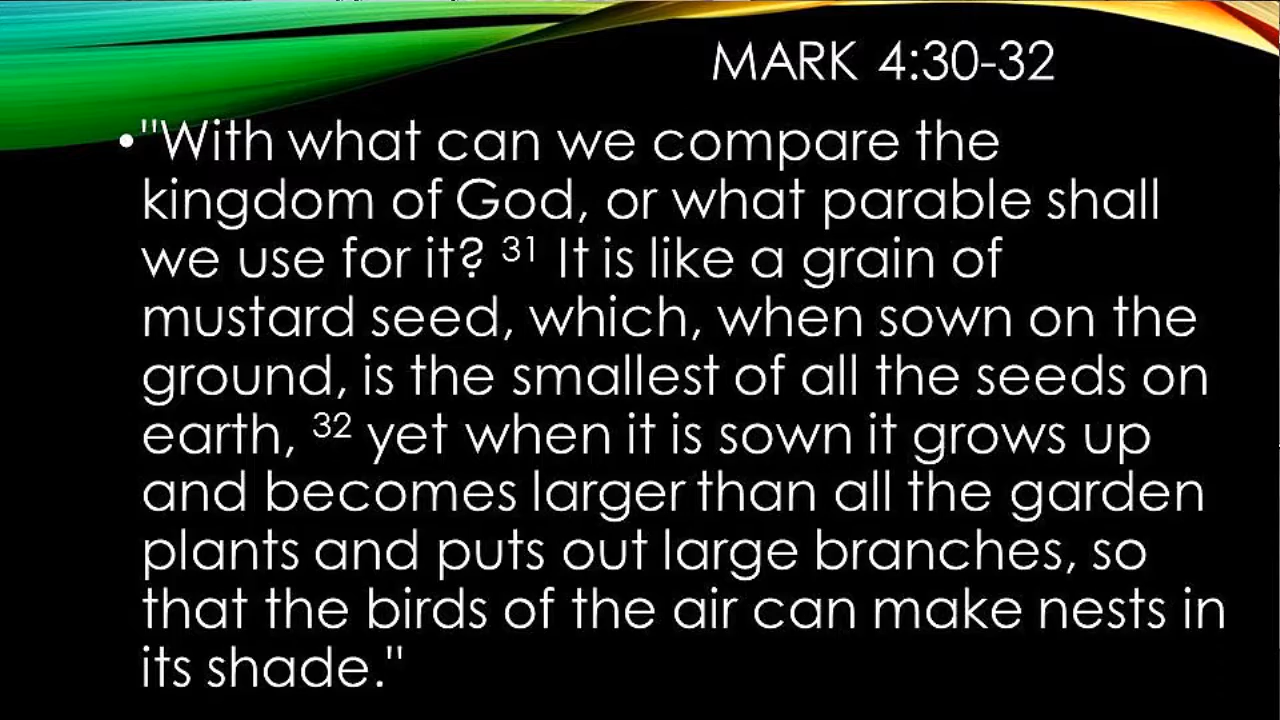 MARK 4:30-32
•"With what can we compare the
kingdom of God, or what parable shall
we use for it? ³¹ It is like a grain of
mustard seed, which, when sown on the
ground, is the smallest of all the seeds on
earth, ³² yet when it is sown it grows up
and becomes larger than all the garden
plants and puts out large branches, so
that the birds of the air can make nests in
its shade."